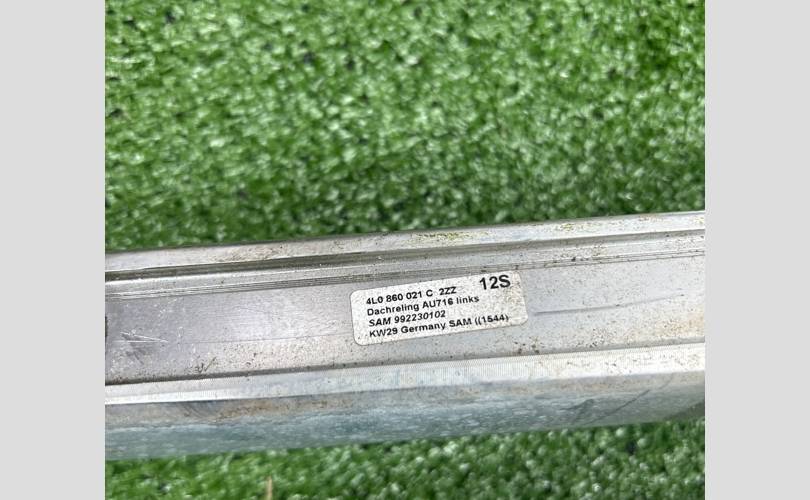 4L0 860 021 C 2ZZ 12S
Dachreling AU716 links
SAM 992230102
KW29 Germany SAM ((1544)